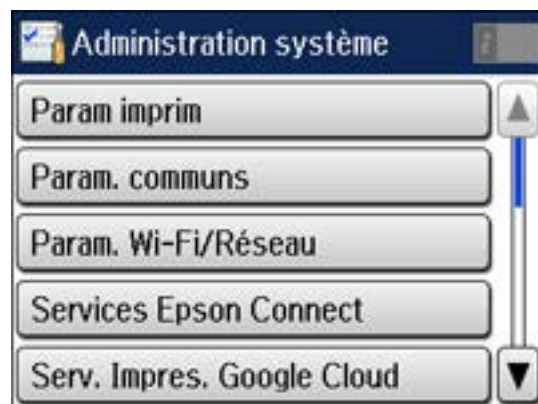 Administration système
Param imprim
Param. communs
Param. Wi-Fi/Réseau
Services Epson Connect
Serv. Impres. Google Cloud